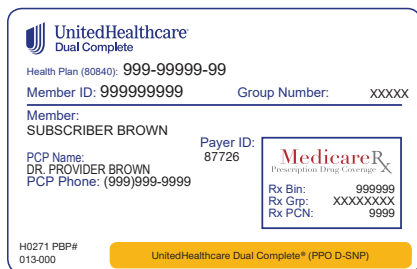 UnitedHealthcare®
Dual Complete
Health Plan (80840): 999-99999-99
Member ID: 999999999 Group Number: XXXXX
Member:
SUBSCRIBER BROWN
Payer ID:
87726
PCP Name:
DR. PROVIDER BROWN
PCP Phone: (999)999-9999
MedicareRx
Prescription Drug Coverage
Rx Bin: 999999
Rx Grp: XXXXXXXX
Rx PCN: 9999
H0271 PBP#
013-000
UnitedHealthcare Dual Complete® (PPO D-SNP)